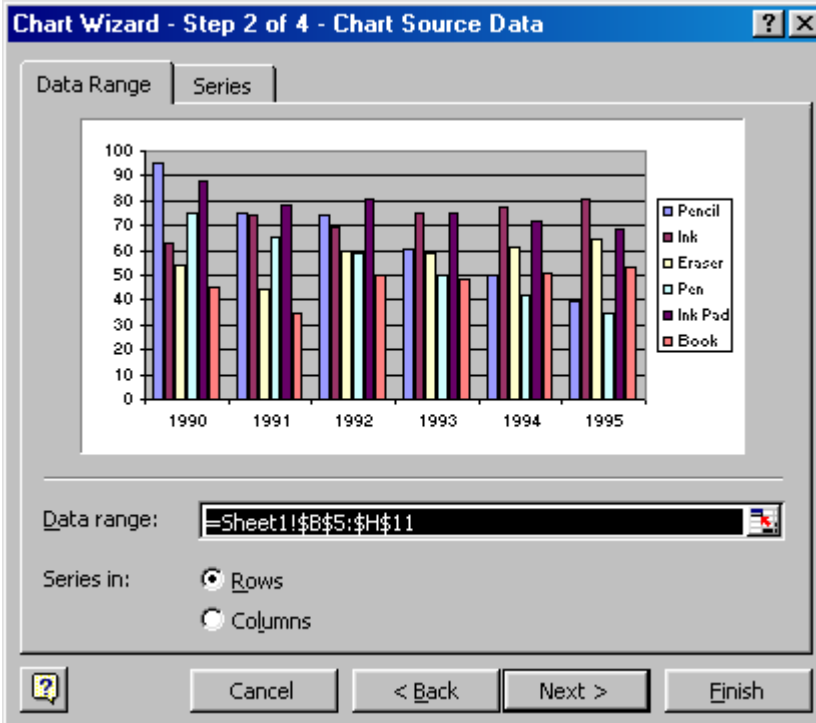 Chart Wizard - Step 2 of 4 - Chart Source Data
Data Range
Series
100
90
80
70
60
50
40
30
20
10
0
1990 1991 1992 1993 1994 1995
Pencil
Ink
Eraser
Pen
Ink Pad
Book
Data range: =Sheet1!$B$5:$H$11
Series in: Rows
Columns
Cancel < Back Next > Finish